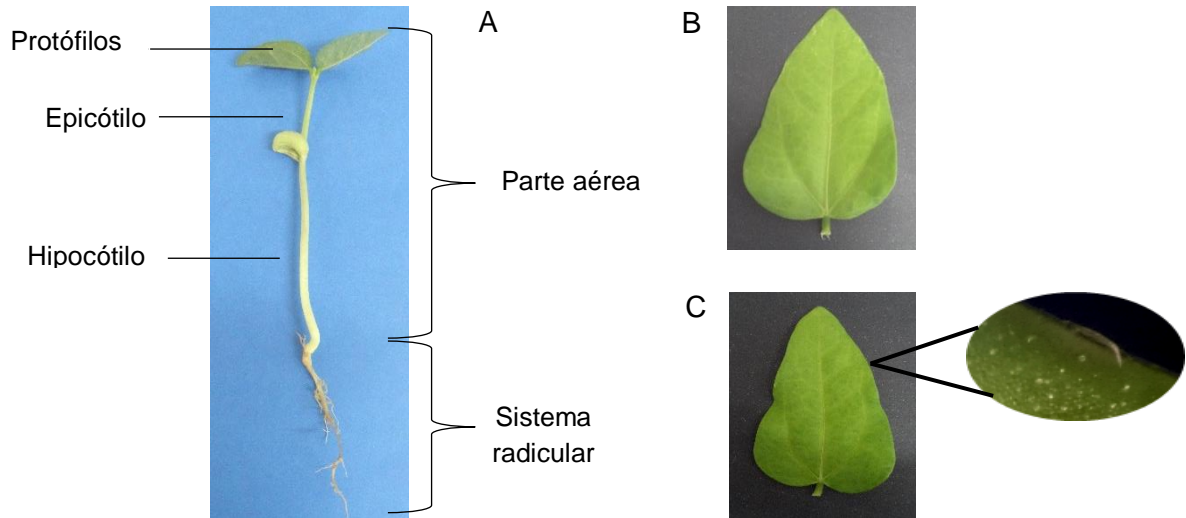 A
Protófilos
Epicótilo
Hipocótilo
Parte aérea
Sistema
radicular
B
C